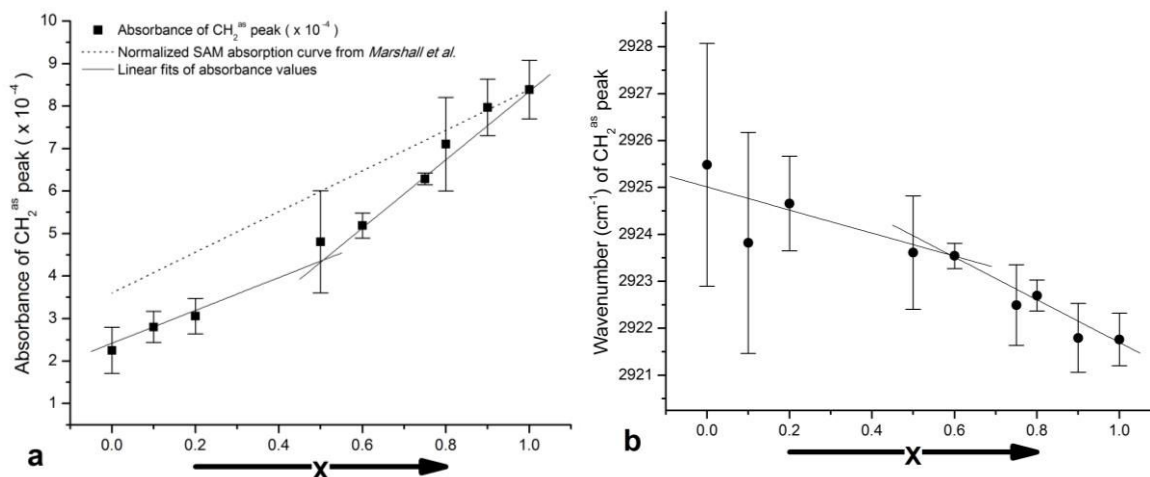 10
9
8
7
6
5
4
3
2
1
Absorbance of CH₂ᵃˢ peak ( x 10⁻⁴)
Absorbance of CH₂ᵃˢ peak ( x 10⁻⁴)
Normalized SAM absorption curve from Marshall et al.
Linear fits of absorbance values
0.0 0.2 0.4 0.6 0.8 1.0
a
X
2928
2927
2926
2925
2924
2923
2922
2921
Wavenumber (cm⁻¹) of CH₂ᵃˢ peak
0.0 0.2 0.4 0.6 0.8 1.0
b
X